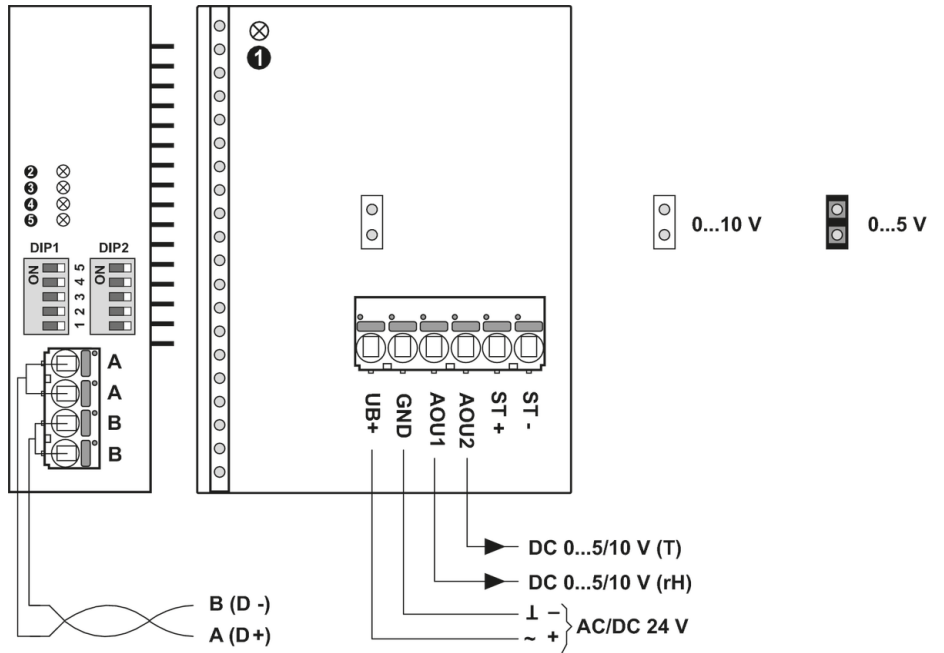 ❶
❷
❸
❹
❺
DIP1 DIP2
ON ON
1 2 3 4 5
A
A
B
B
0...10 V
0...5 V
UB+
GND
AOU1
AOU2
ST +
ST -
DC 0...5/10 V (T)
DC 0...5/10 V (rH)
⊥ –
~ +
AC/DC 24 V
B (D -)
A (D+)